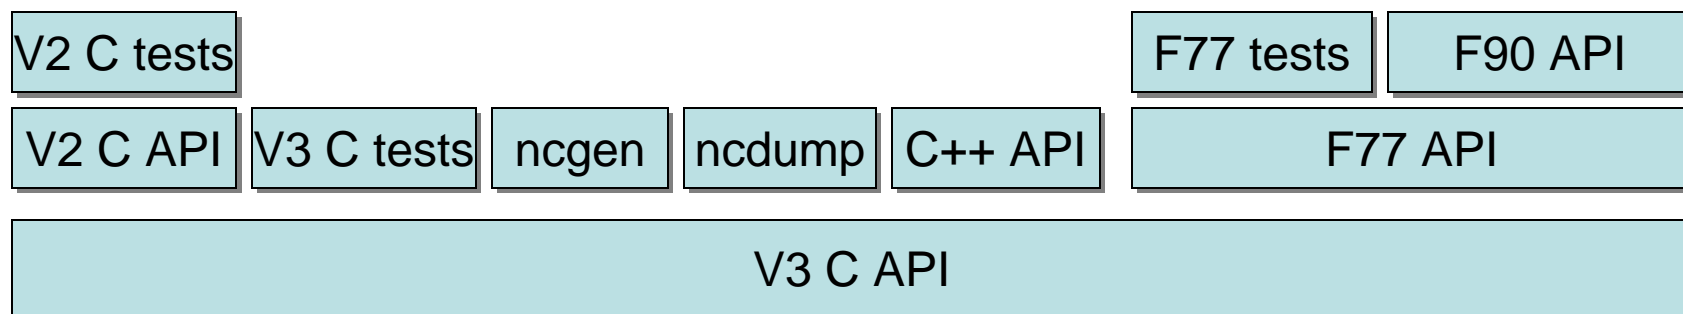 V2 C tests
F77 tests
F90 API
V2 C API
V3 C tests
ncgen
ncdump
C++ API
F77 API
V3 C API